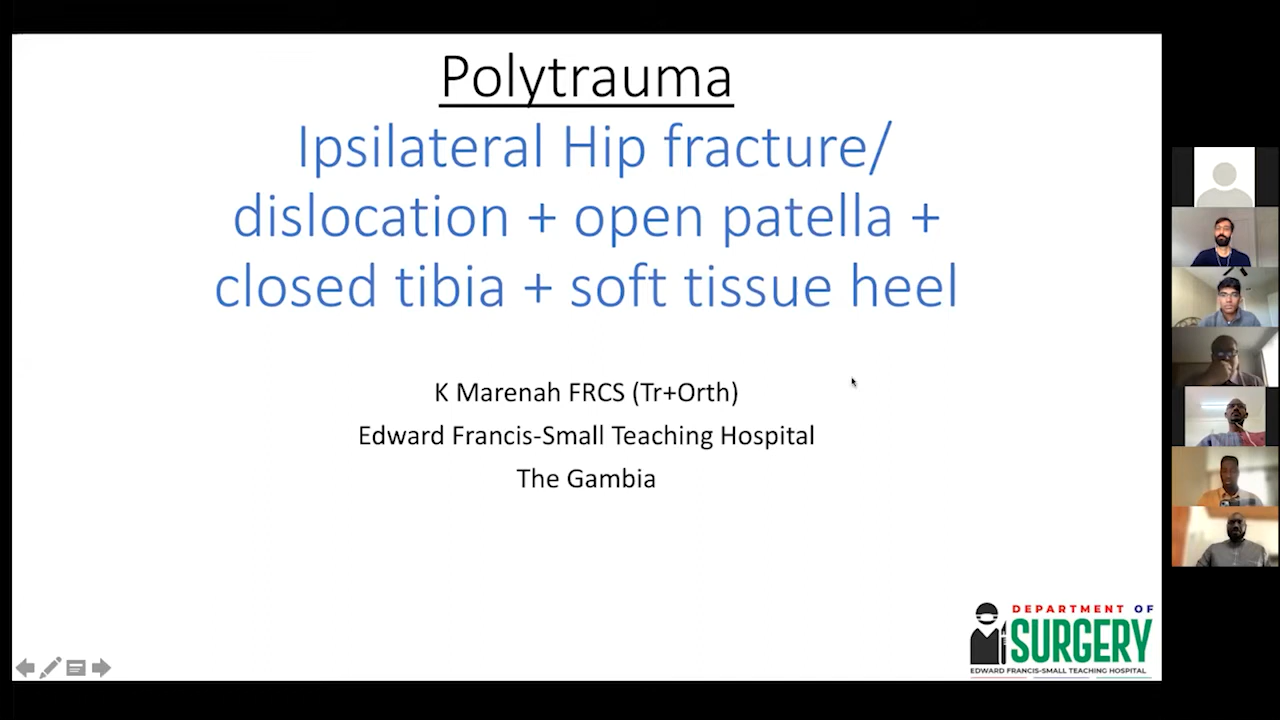 Polytrauma
Ipsilateral Hip fracture/
dislocation + open patella +
closed tibia + soft tissue heel
K Marenah FRCS (Tr+Orth)
Edward Francis-Small Teaching Hospital
The Gambia
DEPARTMENT OF
SURGERY
EDWARD FRANCIS-SMALL TEACHING HOSPITAL